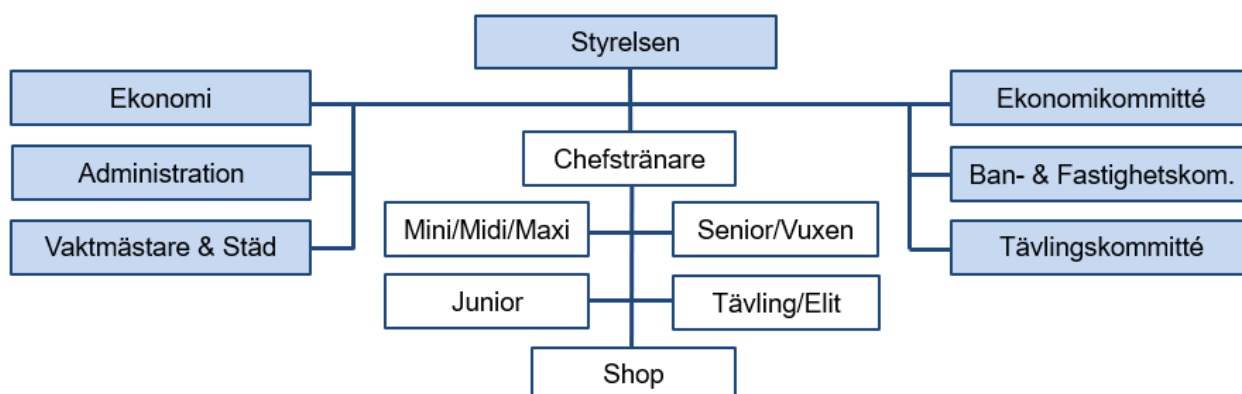 Styrelsen
Ekonomi
Ekonomikommitté
Chefstränare
Administration
Ban- & Fastighetskom.
Mini/Midi/Maxi
Senior/Vuxen
Vaktmästare & Städ
Tävlingskommitté
Junior
Tävling/Elit
Shop